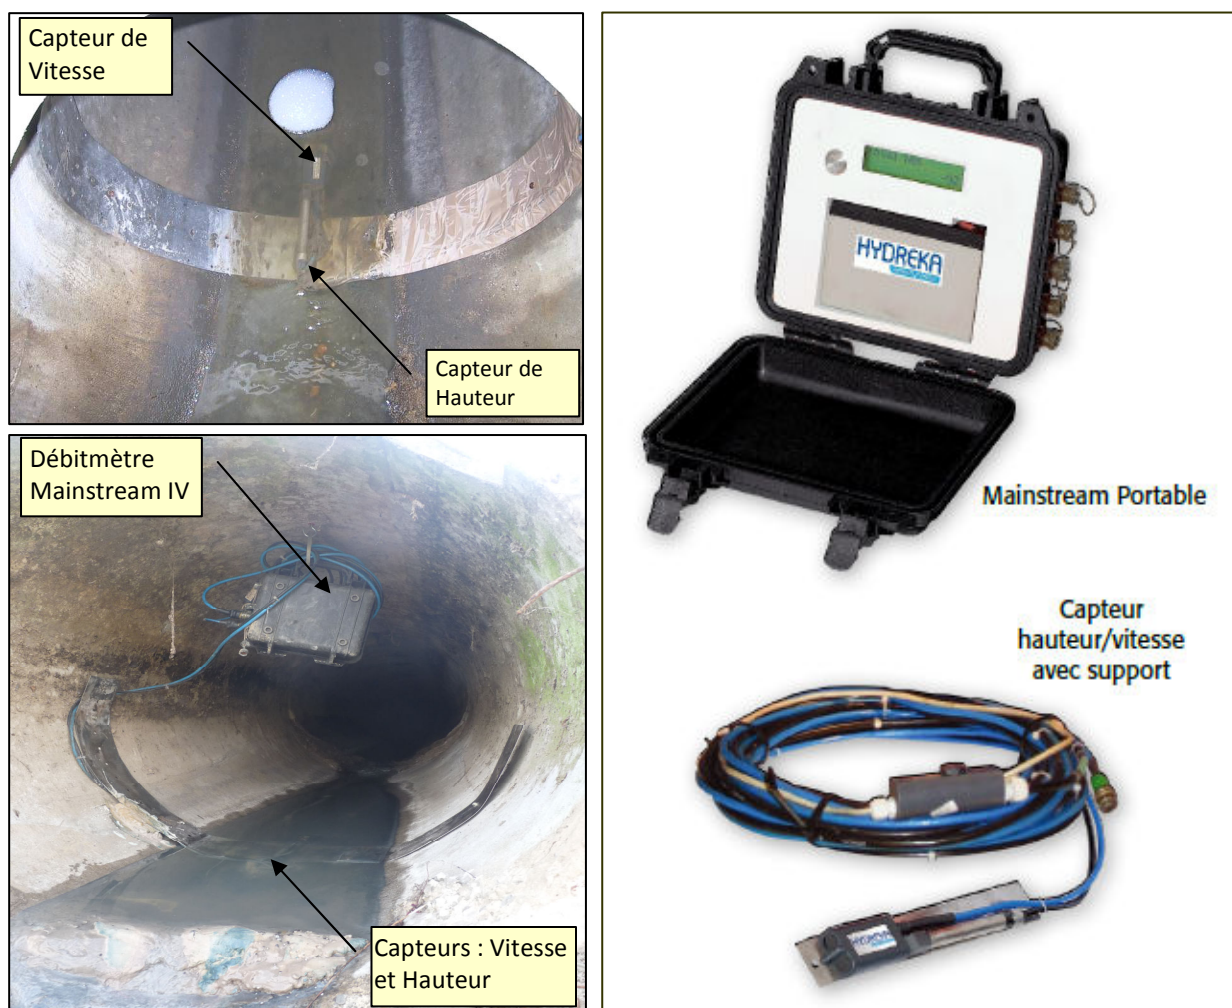 Capteur de
Vitesse
Capteur de
Hauteur
Débitmètre
Mainstream IV
Capteurs : Vitesse
et Hauteur
HYDREKA
Mainstream Portable
Capteur
hauteur/vitesse
avec support
HYDREKA